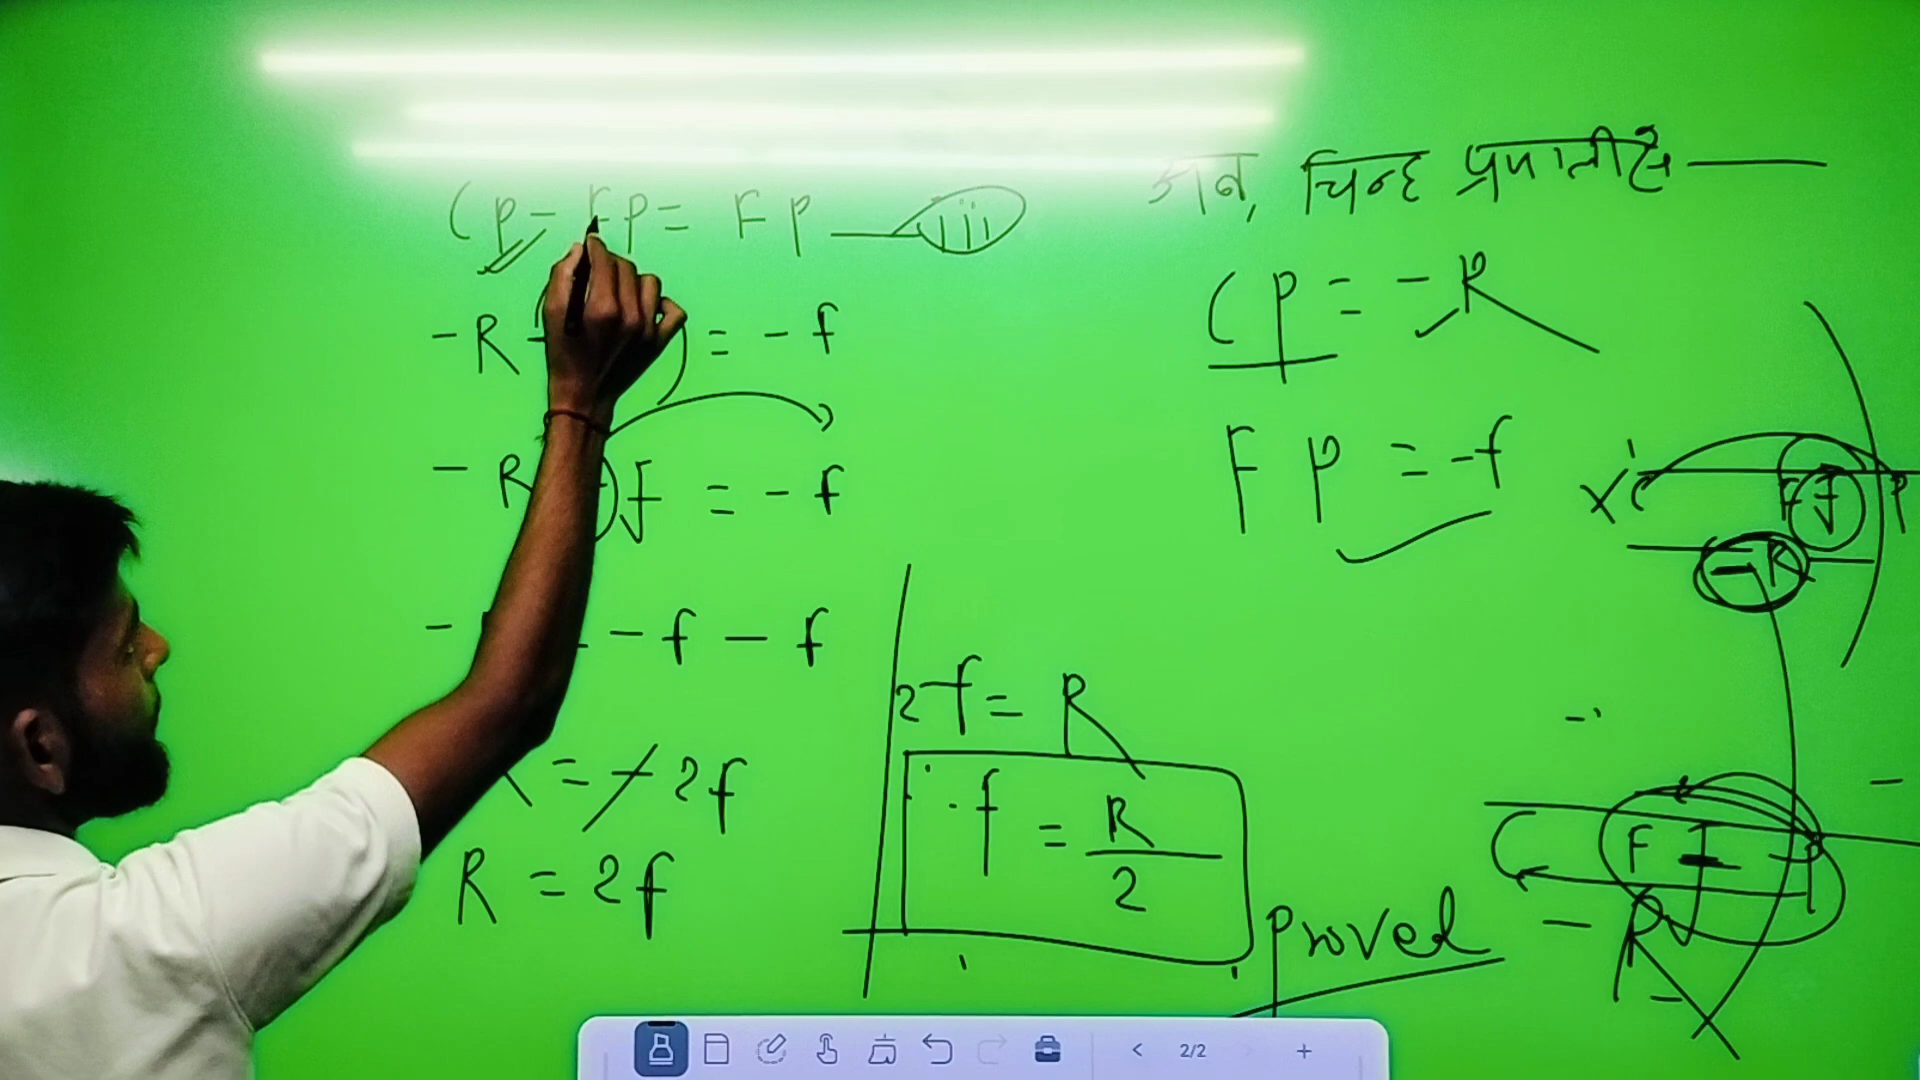 CP - FP = FP — iii
- R - ) = - f
- R f = - f
- - f - f
R = - 2f
R = 2f
2f = R
f = R/2
proved
अब, चिन्ह प्रणाली से —
CP = -R
FP = -f
C F f P
- R
C F f P
- R
2/2